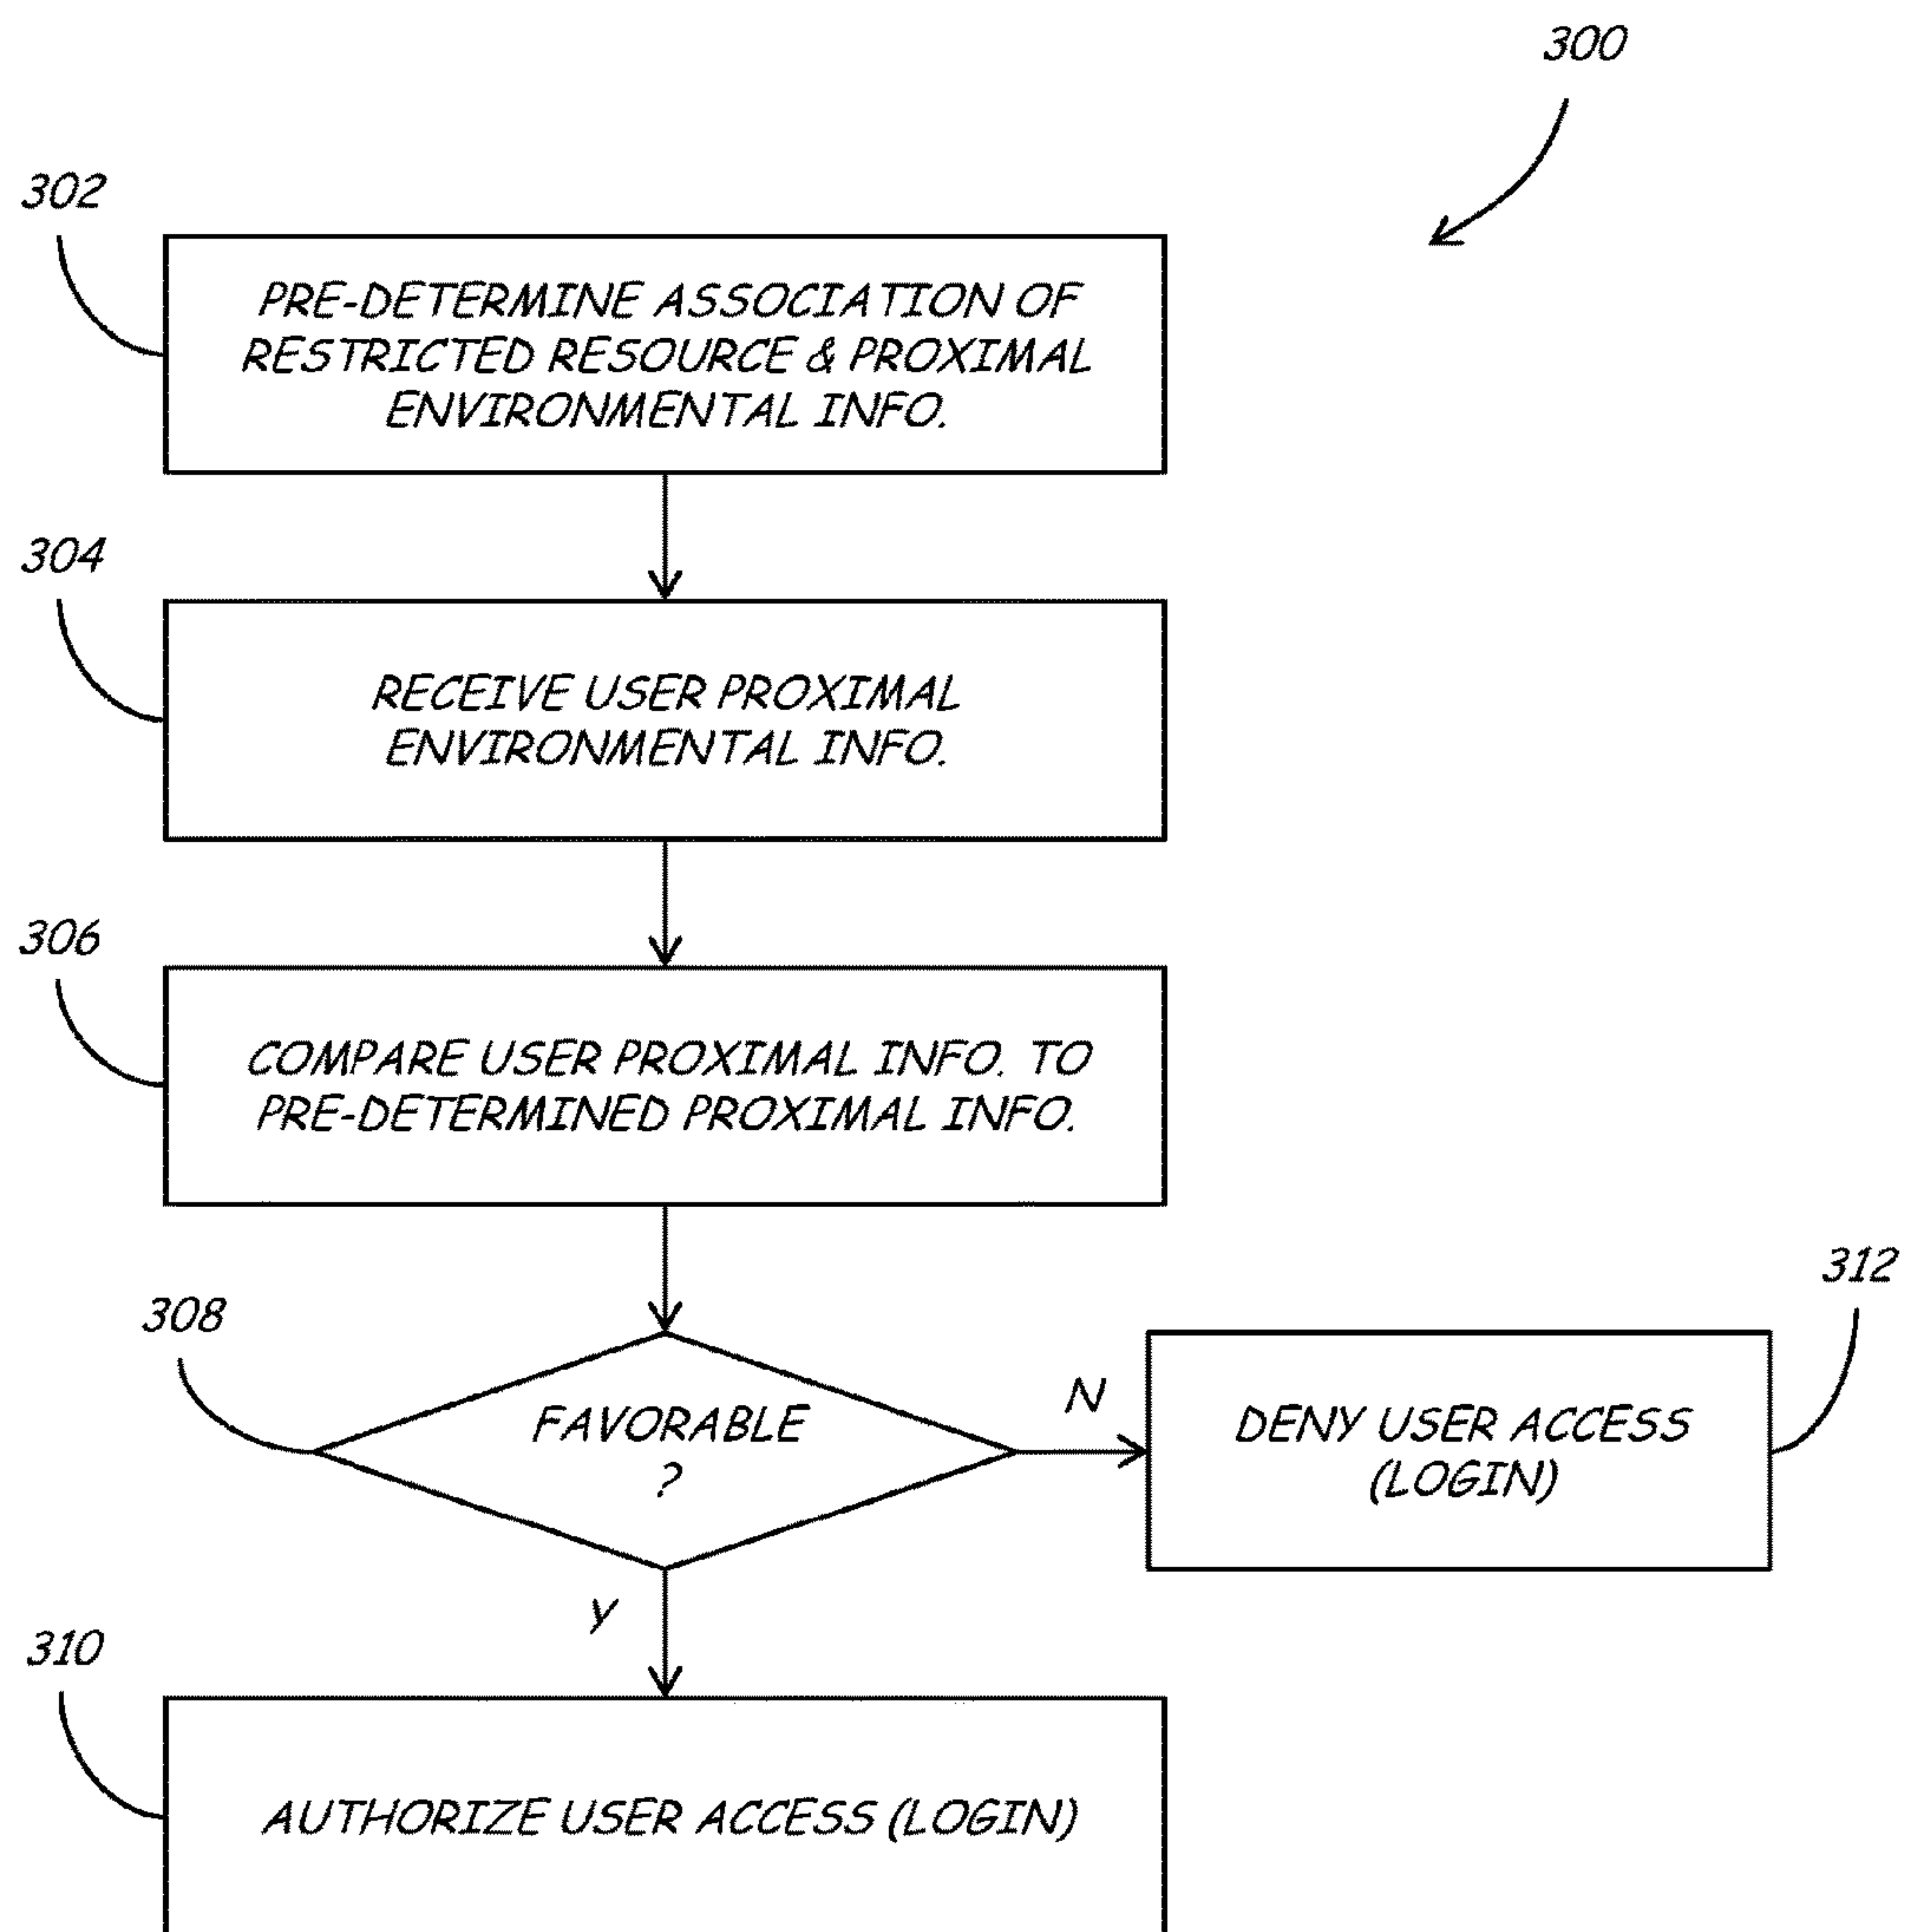 300
302
PRE-DETERMINE ASSOCIATION OF
RESTRICTED RESOURCE & PROXIMAL
ENVIRONMENTAL INFO.
304
RECEIVE USER PROXIMAL
ENVIRONMENTAL INFO.
306
COMPARE USER PROXIMAL INFO. TO
PRE-DETERMINED PROXIMAL INFO.
308
FAVORABLE
?
N
312
DENY USER ACCESS
(LOGIN)
Y
310
AUTHORIZE USER ACCESS (LOGIN)